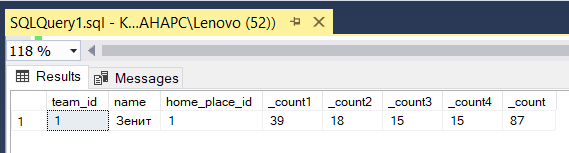 SQLQuery1.sql - K...АНАРС\Lenovo (52))
118 %
Results Messages
team_id name home_place_id _count1 _count2 _count3 _count4 _count
1 1 Зенит 1 39 18 15 15 87